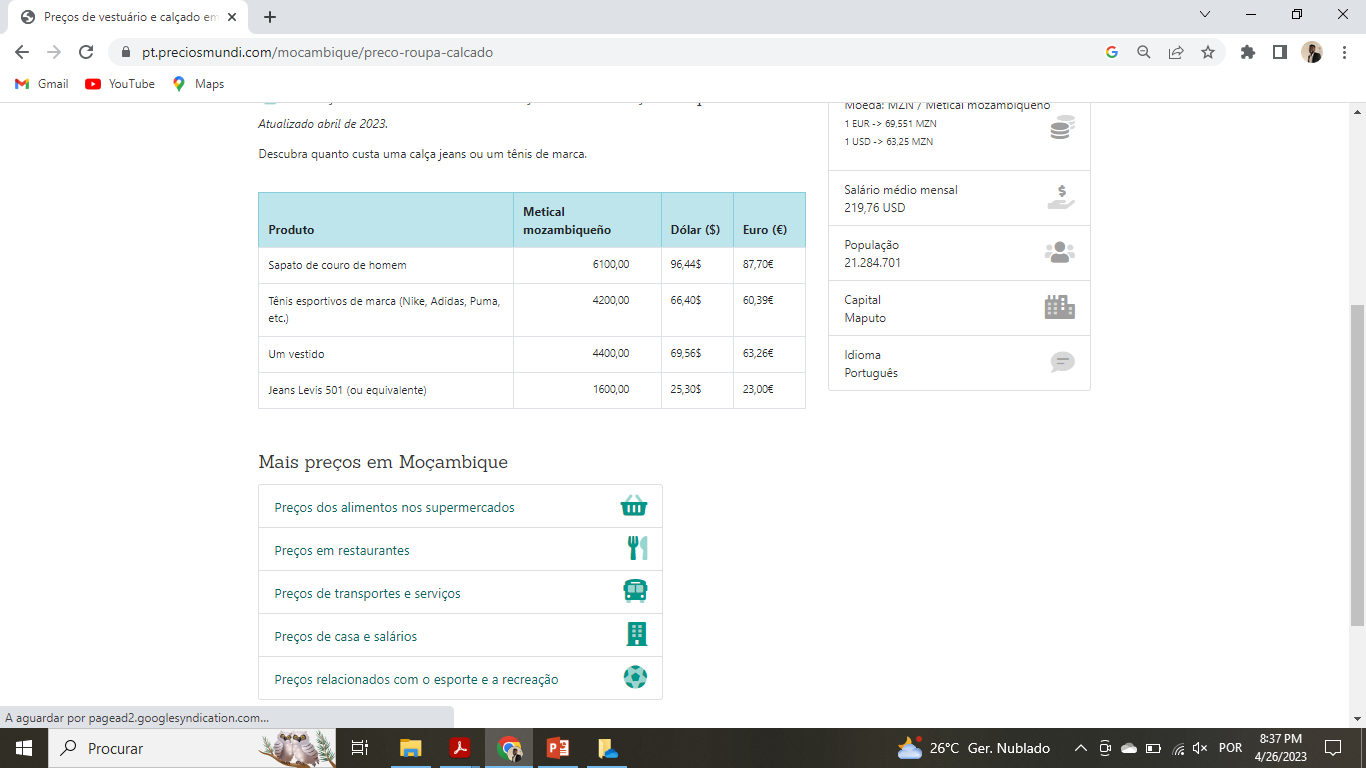 Preços de vestuário e calçado em
pt.preciosmundi.com/mocambique/preco-roupa-calcado
Gmail
YouTube
Maps
Atualizado abril de 2023.
Descubra quanto custa uma calça jeans ou um tênis de marca.
Produto
Metical
mozambiqueño
Dólar ($)
Euro (€)
Sapato de couro de homem
6100,00
96,44$
87,70€
Tênis esportivos de marca (Nike, Adidas, Puma,
etc.)
4200,00
66,40$
60,39€
Um vestido
4400,00
69,56$
63,26€
Jeans Levis 501 (ou equivalente)
1600,00
25,30$
23,00€
Moeda: MZN / Metical mozambiqueño
1 EUR -> 69,551 MZN
1 USD -> 63,25 MZN
Salário médio mensal
219,76 USD
População
21.284.701
Capital
Maputo
Idioma
Português
Mais preços em Moçambique
Preços dos alimentos nos supermercados
Preços em restaurantes
Preços de transportes e serviços
Preços de casa e salários
Preços relacionados com o esporte e a recreação
A aguardar por pagead2.googlesyndication.com...
Procurar
26°C Ger. Nublado
POR
8:37 PM
4/26/2023